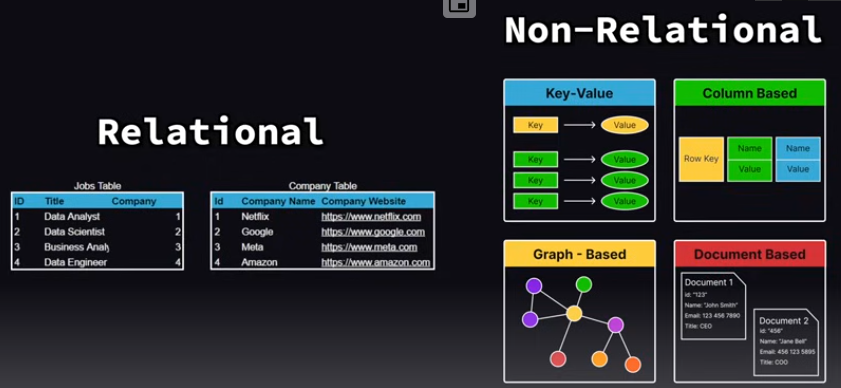 Relational
Jobs Table
ID Title Company
1 Data Analyst 1
2 Data Scientist 2
3 Business Analy 3
4 Data Engineer 4
Company Table
Id Company Name Company Website
1 Netflix https://www.netflix.com
2 Google https://www.google.com
3 Meta https://www.meta.com
4 Amazon https://www.amazon.com
Non-Relational
Key-Value
Key Value
Key Value
Key Value
Key Value
Column Based
Row Key
Name Name
Value Value
Graph - Based
Document Based
Document 1
id: "123"
Name: "John Smith"
Email: 123 456 7890
Title: CEO
Document 2
id: "456"
Name: "Jane Bell"
Email: 456 123 5895
Title: COO